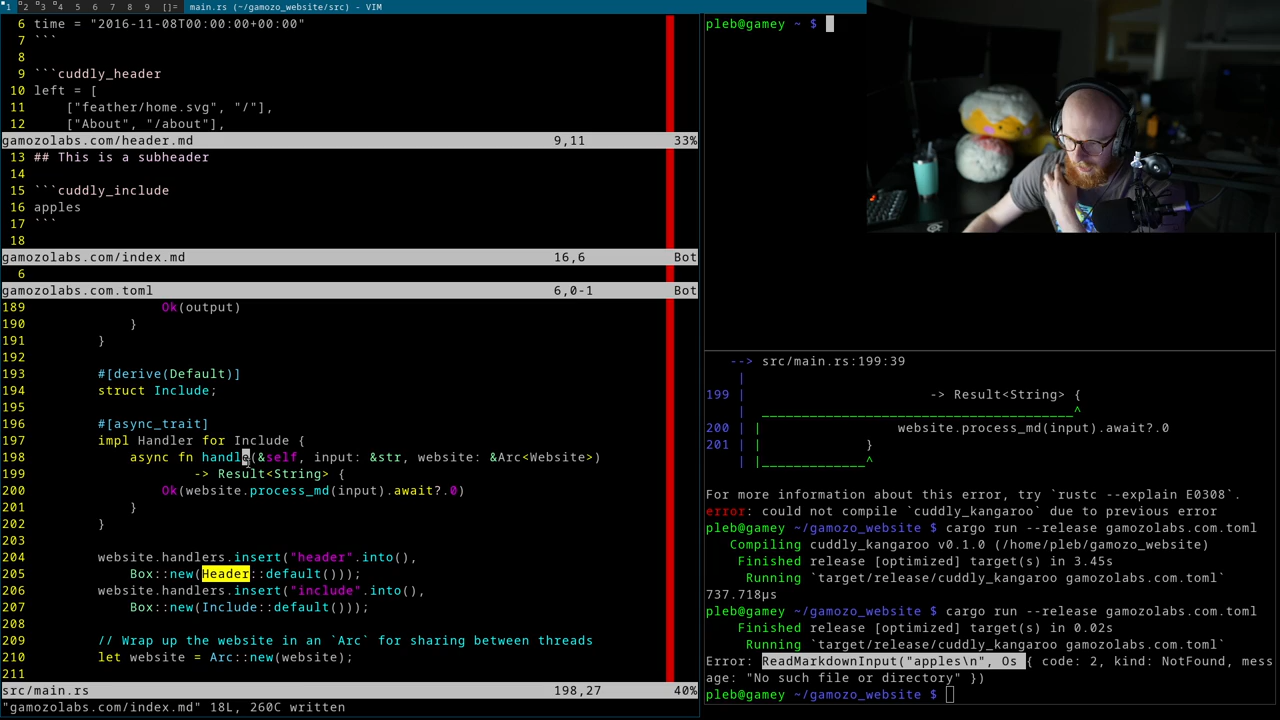 1 2 3 4 5 6 7 8 9 []= main.rs (~/gamozo_website/src) - VIM
6 time = "2016-11-08T00:00:00+00:00"
7 ```
8
9 ```cuddly_header
10 left = [
11     ["feather/home.svg", "/"],
12     ["About", "/about"],
gamozolabs.com/header.md 9,11 33%
13 ## This is a subheader
14
15 ```cuddly_include
16 apples
17 ```
18
gamozolabs.com/index.md 16,6 Bot
6
gamozolabs.com.toml 6,0-1 Bot
189                 Ok(output)
190             }
191         }
192
193         #[derive(Default)]
194         struct Include;
195
196         #[async_trait]
197         impl Handler for Include {
198             async fn handle(&self, input: &str, website: &Arc<Website>)
199                     -> Result<String> {
200                 Ok(website.process_md(input).await?.0)
201             }
202         }
203
204         website.handlers.insert("header".into(),
205             Box::new(Header::default()));
206         website.handlers.insert("include".into(),
207             Box::new(Include::default()));
208
209         // Wrap up the website in an `Arc` for sharing between threads
210         let website = Arc::new(website);
211
src/main.rs 198,27 40%
"gamozolabs.com/index.md" 18L, 260C written
pleb@gamey ~ $
--> src/main.rs:199:39
|
199 |                     -> Result<String> {
| _______________________________________^
200 | |                 website.process_md(input).await?.0
201 | |             }
| |_____________^
For more information about this error, try `rustc --explain E0308`.
error: could not compile `cuddly_kangaroo` due to previous error
pleb@gamey ~/gamozo_website $ cargo run --release gamozolabs.com.toml
Compiling cuddly_kangaroo v0.1.0 (/home/pleb/gamozo_website)
Finished release [optimized] target(s) in 3.45s
Running `target/release/cuddly_kangaroo gamozolabs.com.toml`
737.718µs
pleb@gamey ~/gamozo_website $ cargo run --release gamozolabs.com.toml
Finished release [optimized] target(s) in 0.02s
Running `target/release/cuddly_kangaroo gamozolabs.com.toml`
Error: ReadMarkdownInput("apples\n", Os { code: 2, kind: NotFound, mess
age: "No such file or directory" })
pleb@gamey ~/gamozo_website $